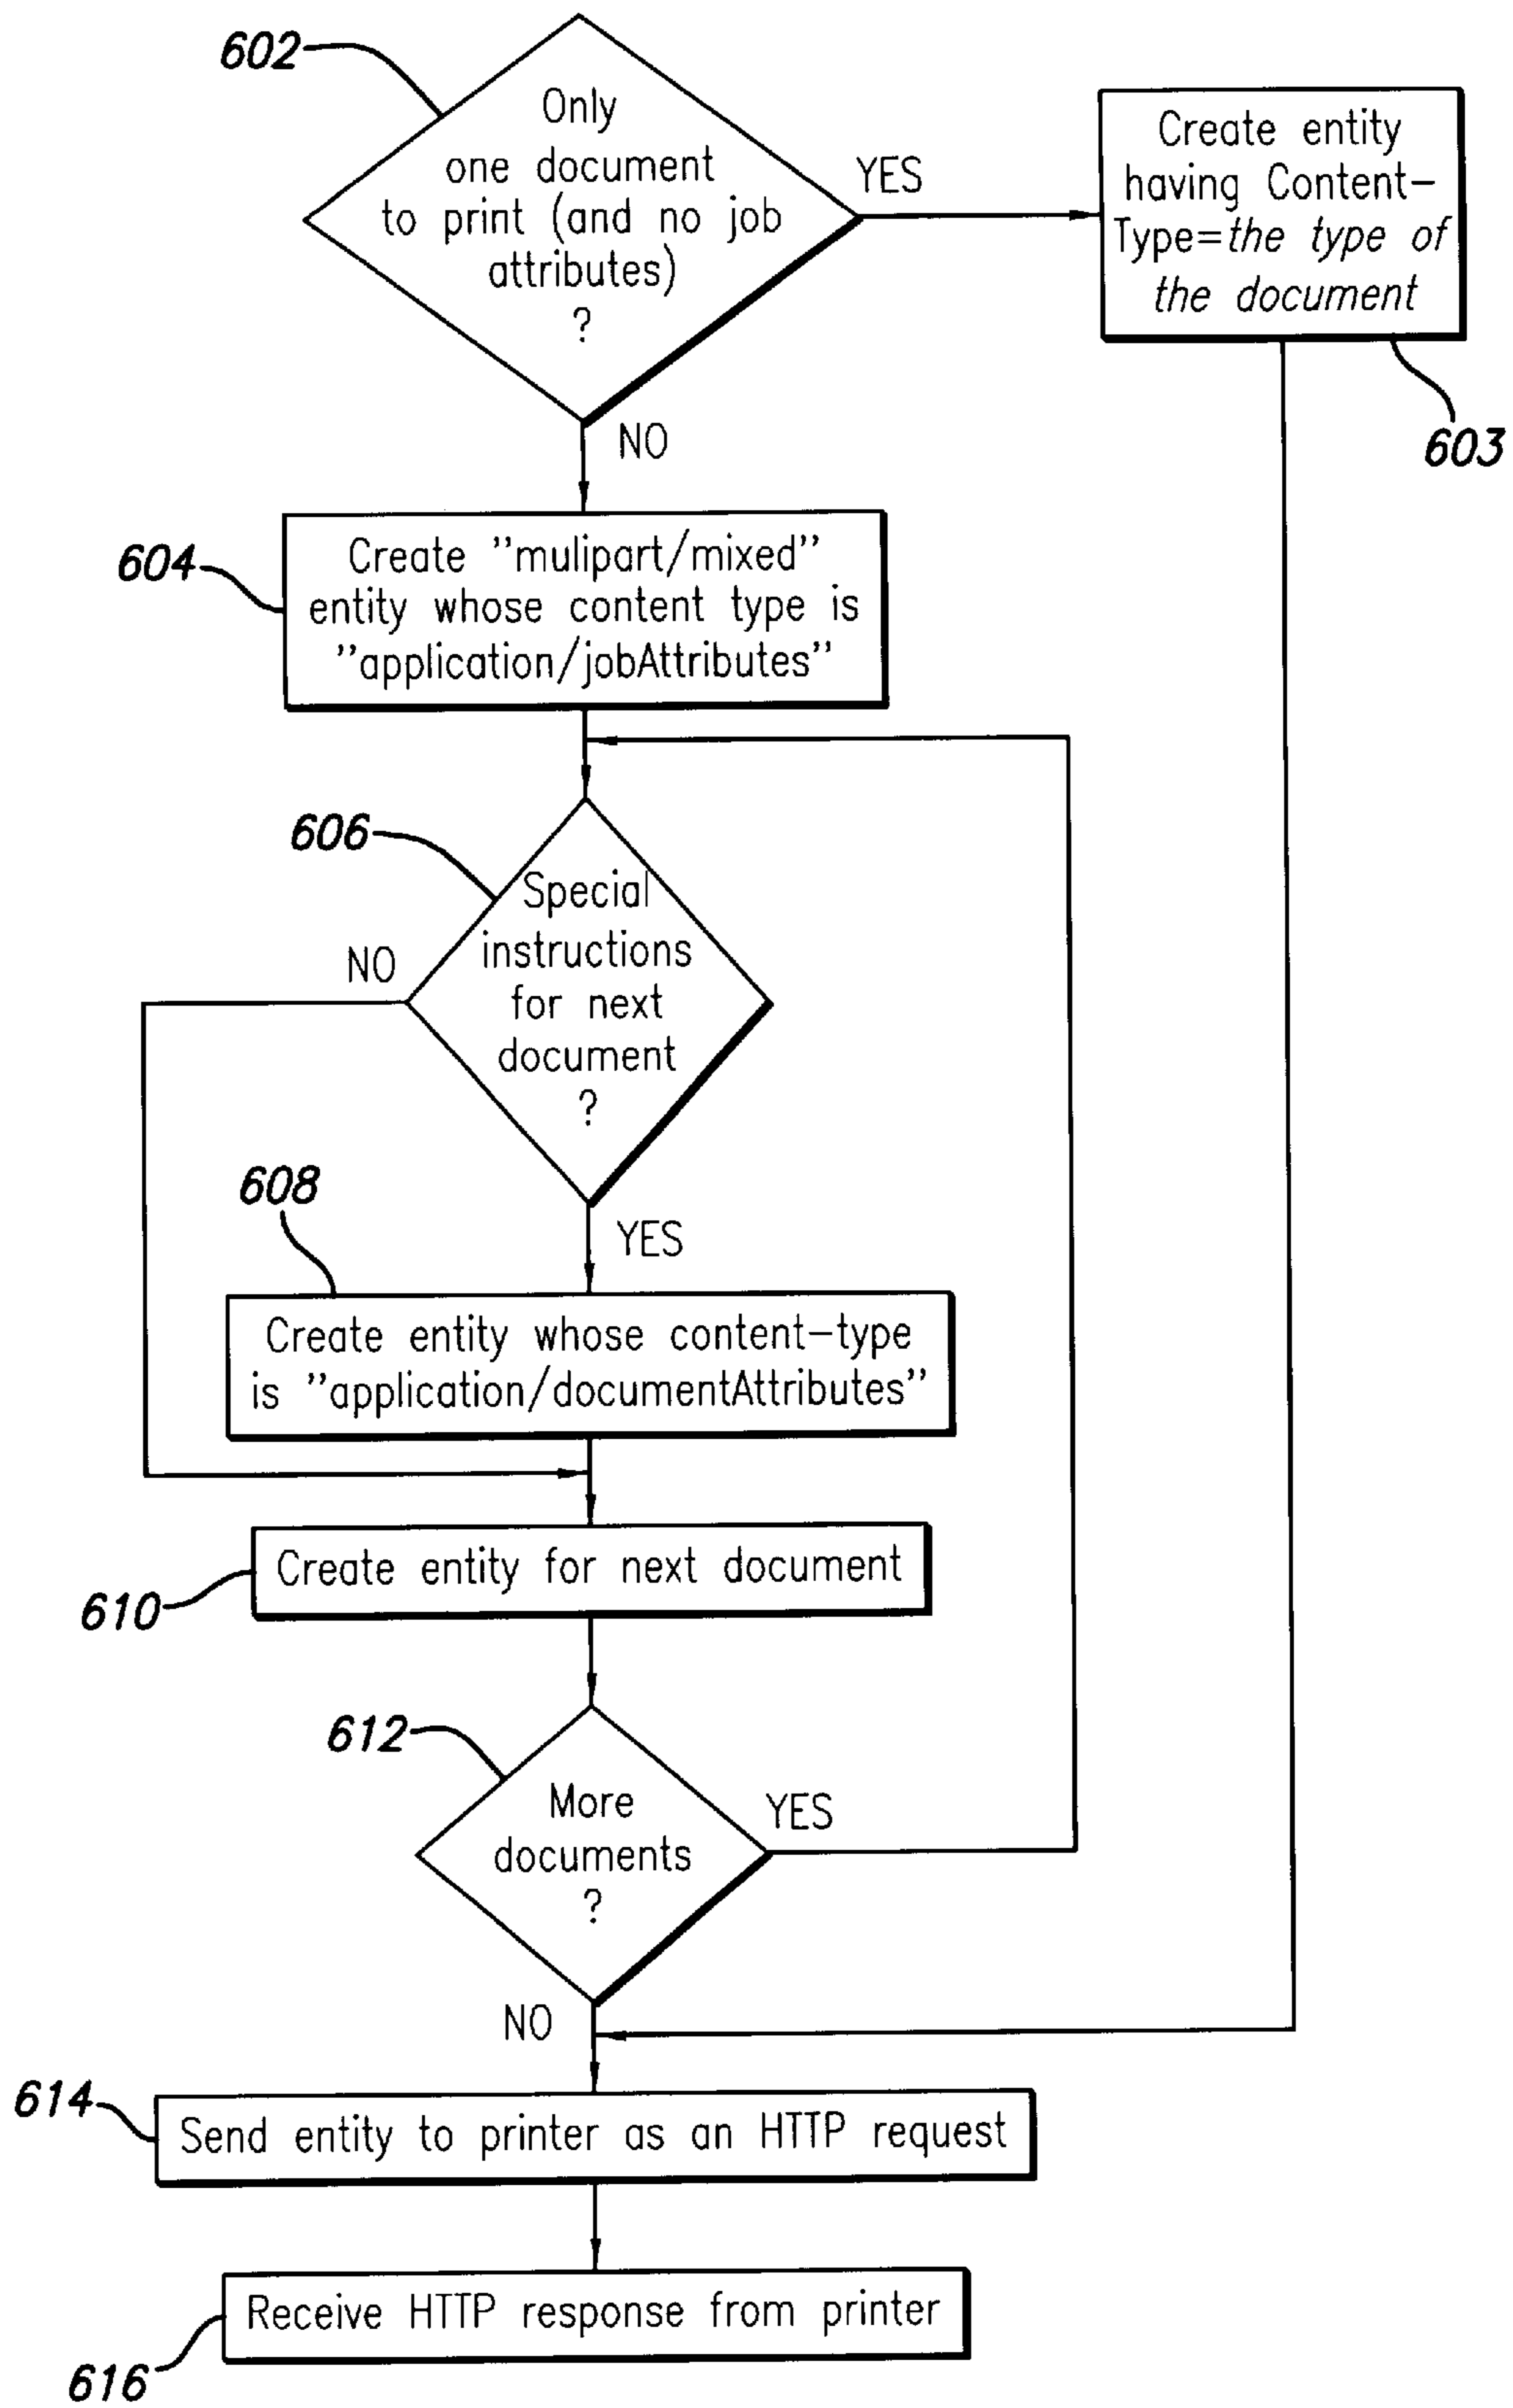 602
Only
one document
to print (and no job
attributes)
?
YES
Create entity
having Content-
Type=the type of
the document
603
NO
604
Create "mulipart/mixed"
entity whose content type is
"application/jobAttributes"
606
Special
instructions
for next
document
?
NO
YES
608
Create entity whose content-type
is "application/documentAttributes"
610
Create entity for next document
612
More
documents
?
YES
NO
614
Send entity to printer as an HTTP request
616
Receive HTTP response from printer